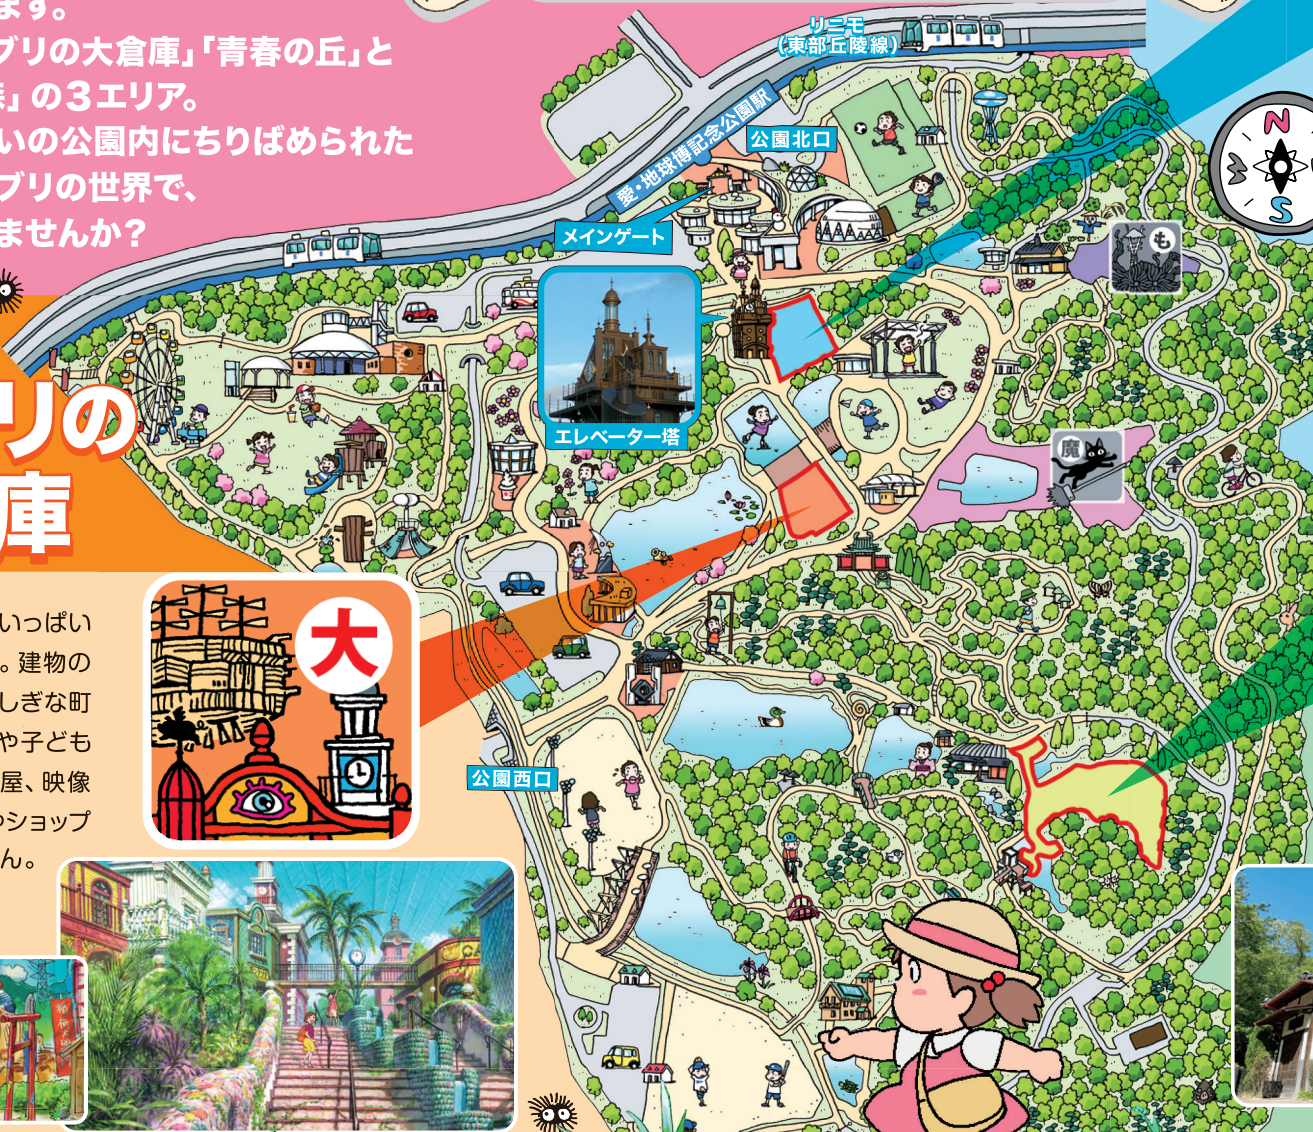 ます。
ブリの大倉庫」「青春の丘」と
森」の3エリア。
いの公園内にちりばめられた
ブリの世界で、
ませんか?
リニモ
(東部丘陵線)
愛・地球博記念公園駅
公園北口
メインゲート
エレベーター塔
N
S
も
魔
リの
庫
いっぱい
。建物の
しぎな町
や子ども
屋、映像
やショップ
ん。
大
公園西口